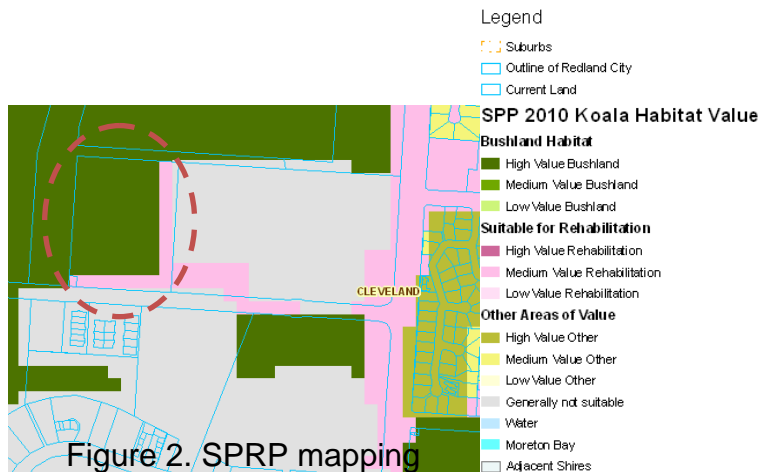 Legend
Suburbs
Outline of Redland City
Current Land
SPP 2010 Koala Habitat Value
Bushland Habitat
High Value Bushland
Medium Value Bushland
Low Value Bushland
Suitable for Rehabilitation
High Value Rehabilitation
Medium Value Rehabilitation
Low Value Rehabilitation
Other Areas of Value
High Value Other
Medium Value Other
Low Value Other
Generally not suitable
Water
Moreton Bay
Adjacent Shires
CLEVELAND
Figure 2. SPRP mapping